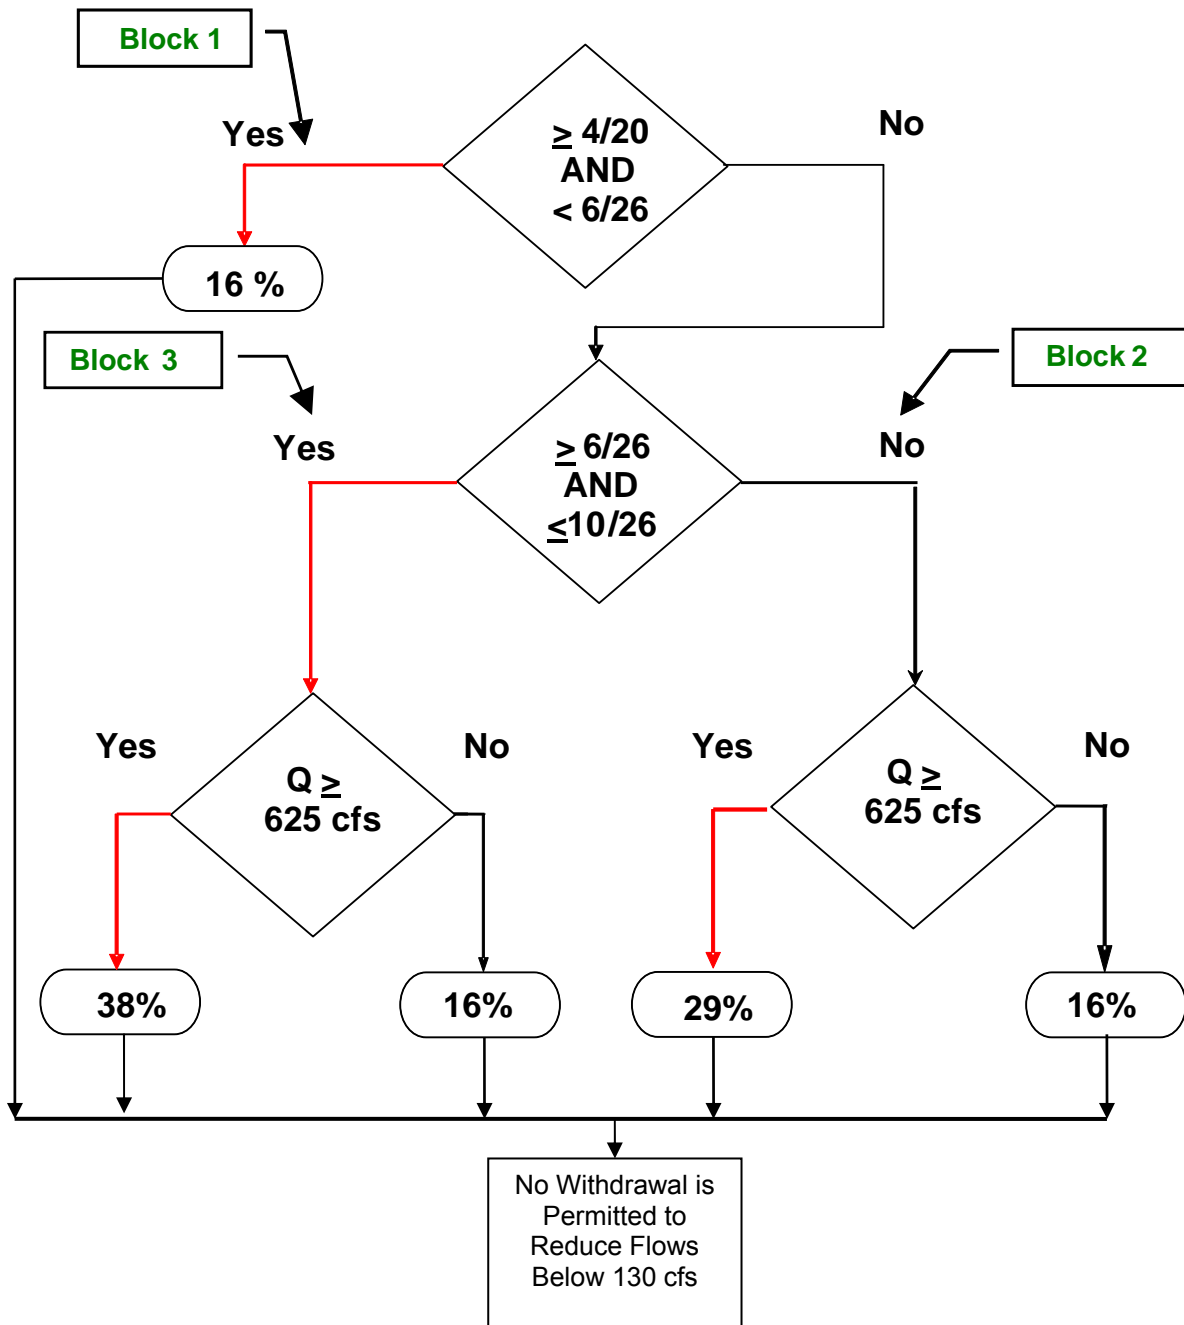 Block 1
Yes
No
≥ 4/20
AND
< 6/26
16 %
Block 3
Block 2
Yes
No
≥ 6/26
AND
≤10/26
Yes
No
Yes
No
Q ≥
625 cfs
Q ≥
625 cfs
38%
16%
29%
16%
No Withdrawal is
Permitted to
Reduce Flows
Below 130 cfs